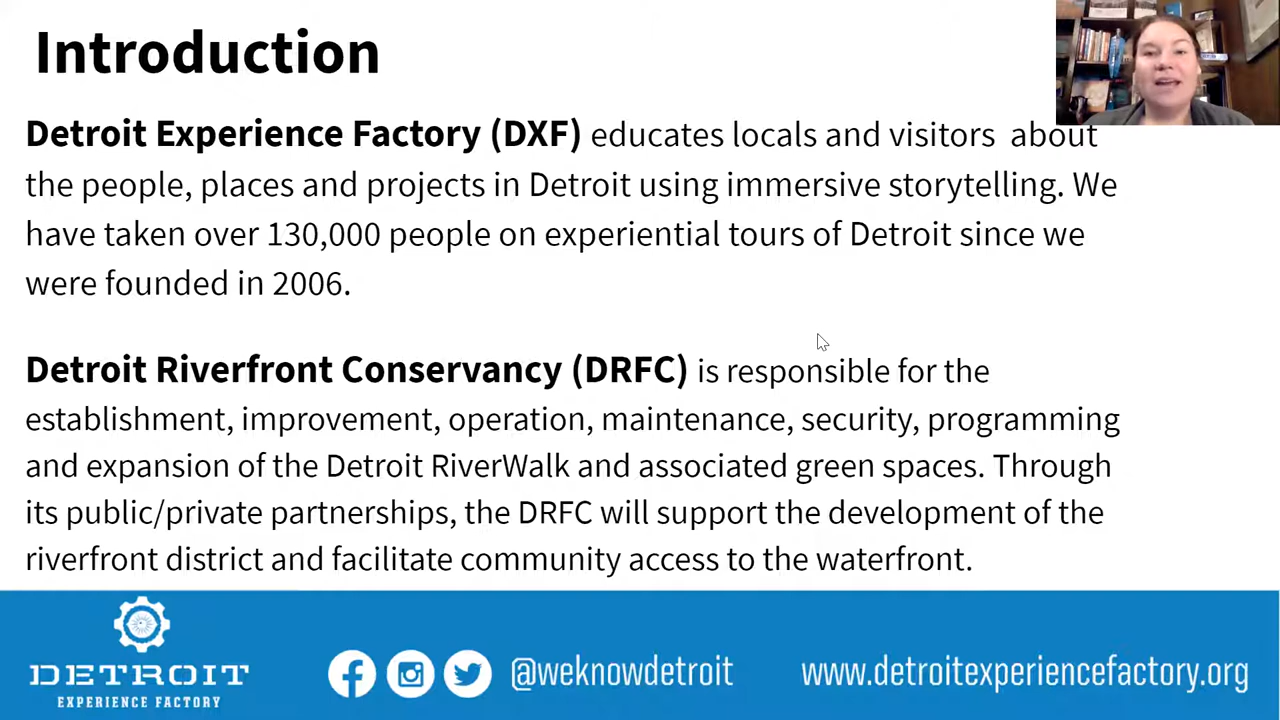 Introduction
Detroit Experience Factory (DXF) educates locals and visitors about
the people, places and projects in Detroit using immersive storytelling. We
have taken over 130,000 people on experiential tours of Detroit since we
were founded in 2006.
Detroit Riverfront Conservancy (DRFC) is responsible for the
establishment, improvement, operation, maintenance, security, programming
and expansion of the Detroit RiverWalk and associated green spaces. Through
its public/private partnerships, the DRFC will support the development of the
riverfront district and facilitate community access to the waterfront.
DETROIT
EXPERIENCE FACTORY
@weknowdetroit
www.detroitexperiencefactory.org